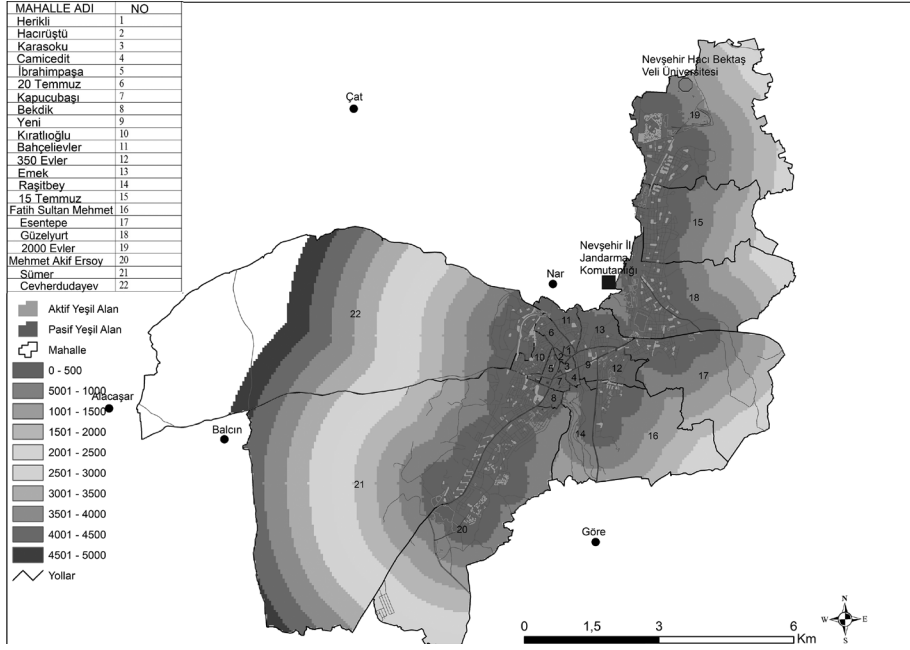 MAHALLE ADI NO
Herikli 1
Hacırüştü 2
Karasoku 3
Camicedit 4
İbrahimpaşa 5
20 Temmuz 6
Kapucubaşı 7
Bekdik 8
Yeni 9
Kıratlıoğlu 10
Bahçelievler 11
350 Evler 12
Emek 13
Raşitbey 14
15 Temmuz 15
Fatih Sultan Mehmet 16
Esentepe 17
Güzelyurt 18
2000 Evler 19
Mehmet Akif Ersoy 20
Sümer 21
Cevherdudayev 22
Aktif Yeşil Alan
Pasif Yeşil Alan
Mahalle
0 - 500
5001 - 1000
1001 - 1500
1501 - 2000
2001 - 2500
2501 - 3000
3001 - 3500
3501 - 4000
4001 - 4500
4501 - 5000
Yollar
Nevşehir Hacı Bektaş
Veli Üniversitesi
Çat
19
15
Nevşehir İl
Jandarma
Komutanlığı
Nar
18
22
11
13
6
1
10
2
3
9
5
12
4
7
17
8
Alacaşar
Balcın
14
16
21
20
Göre
N
W E
S
0 1,5 3 6
Km